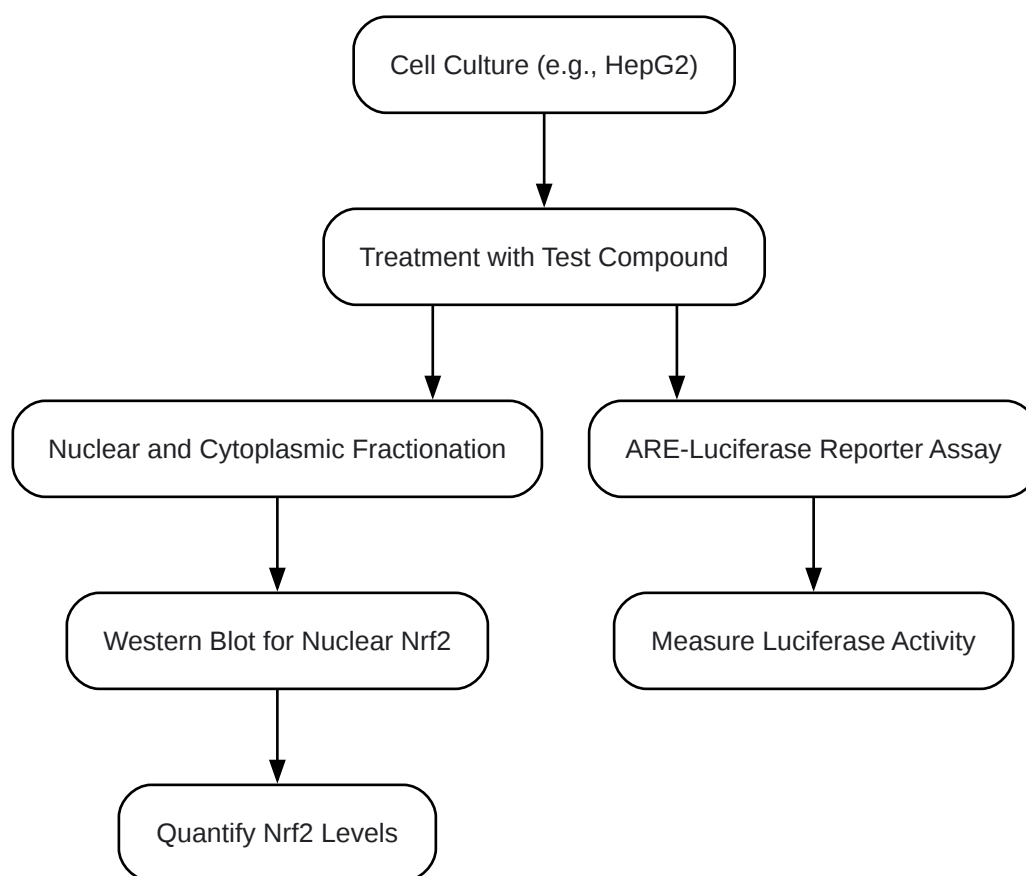 Cell Culture (e.g., HepG2)
Treatment with Test Compound
Nuclear and Cytoplasmic Fractionation
ARE-Luciferase Reporter Assay
Western Blot for Nuclear Nrf2
Measure Luciferase Activity
Quantify Nrf2 Levels